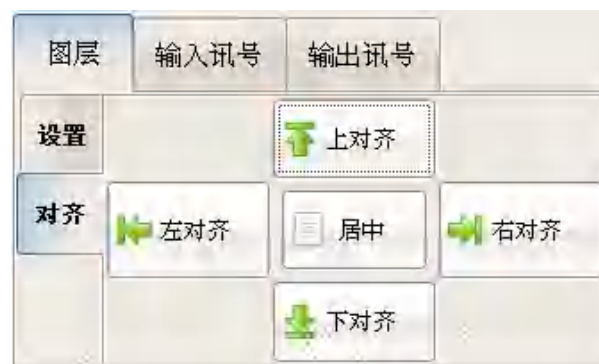 图层 输入讯号 输出讯号
设置 上对齐
对齐 左对齐 居中 右对齐
下对齐